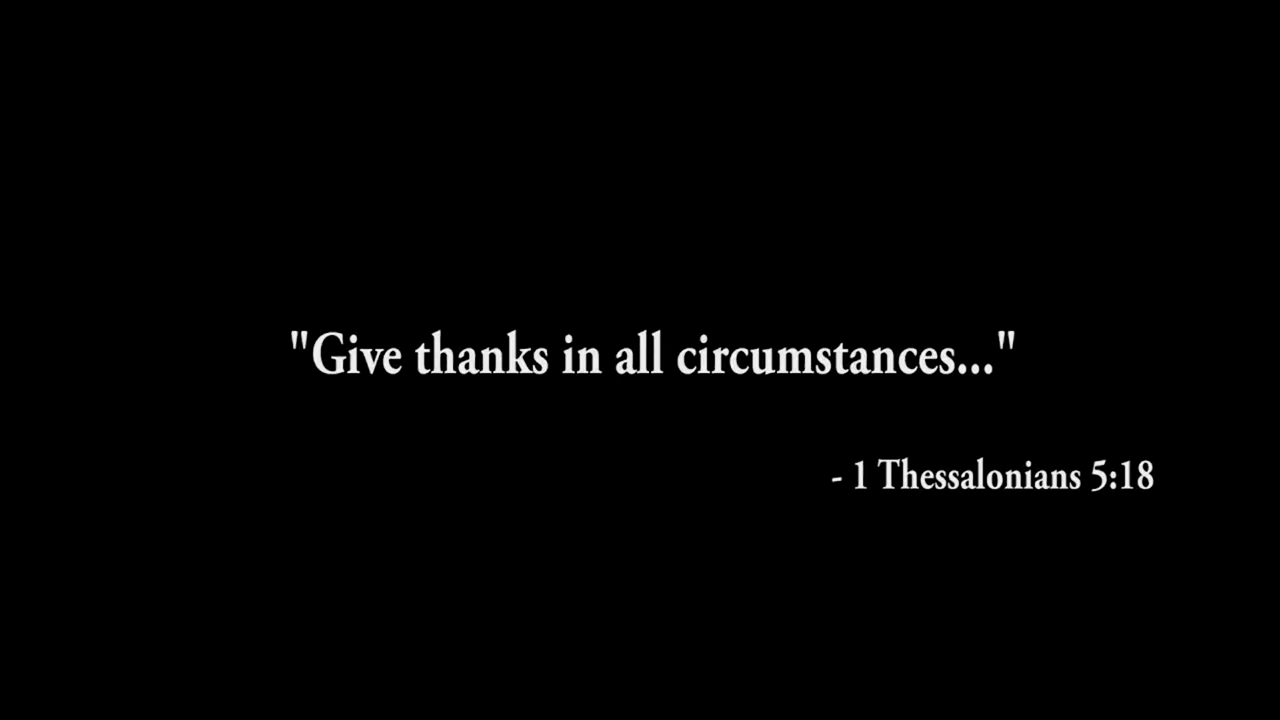 "Give thanks in all circumstances..."
- 1 Thessalonians 5:18